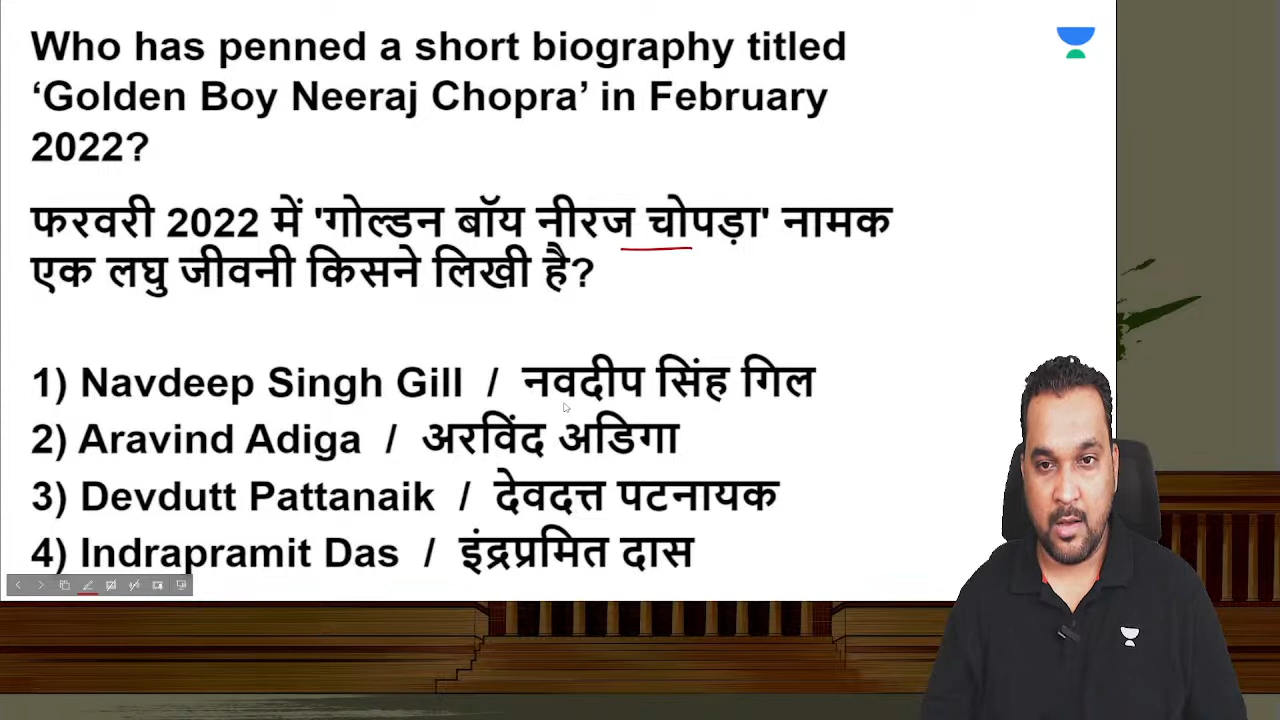 Who has penned a short biography titled
‘Golden Boy Neeraj Chopra’ in February
2022?
फरवरी 2022 में 'गोल्डन बॉय नीरज चोपड़ा' नामक
एक लघु जीवनी किसने लिखी है?
1) Navdeep Singh Gill / नवदीप सिंह गिल
2) Aravind Adiga / अरविंद अडिगा
3) Devdutt Pattanaik / देवदत्त पटनायक
4) Indrapramit Das / इंद्रप्रमित दास